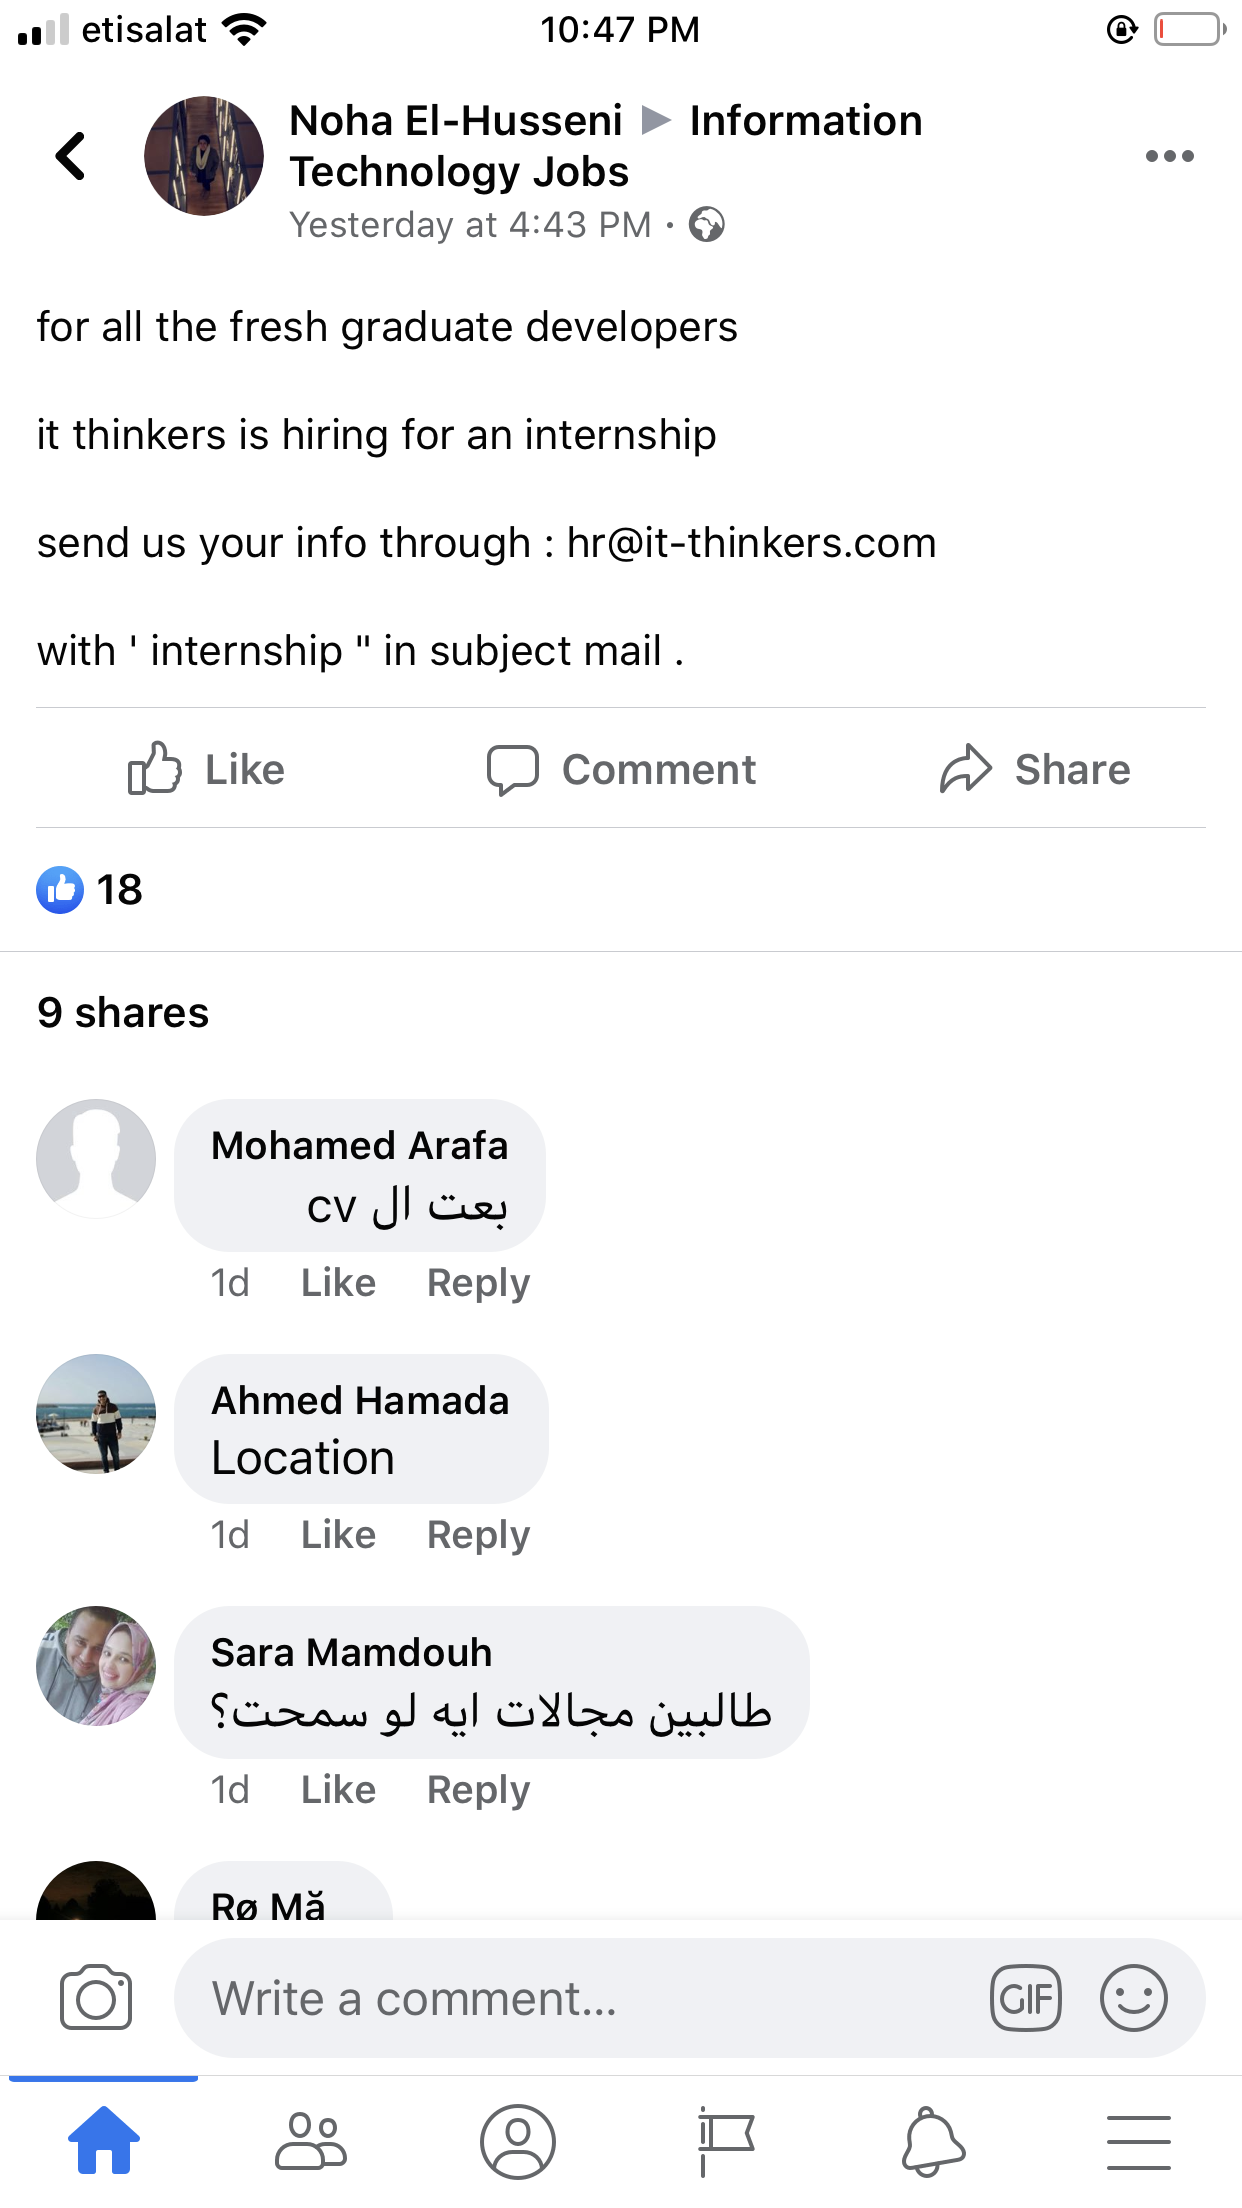 etisalat
10:47 PM
Noha El-Husseni ▶ Information
Technology Jobs
Yesterday at 4:43 PM ·
for all the fresh graduate developers
it thinkers is hiring for an internship
send us your info through : hr@it-thinkers.com
with ' internship " in subject mail .
Like Comment Share
18
9 shares
Mohamed Arafa
بعت ال cv
1d Like Reply
Ahmed Hamada
Location
1d Like Reply
Sara Mamdouh
طالبين مجالات ايه لو سمحت؟
1d Like Reply
Rø Mă
Write a comment...
GIF